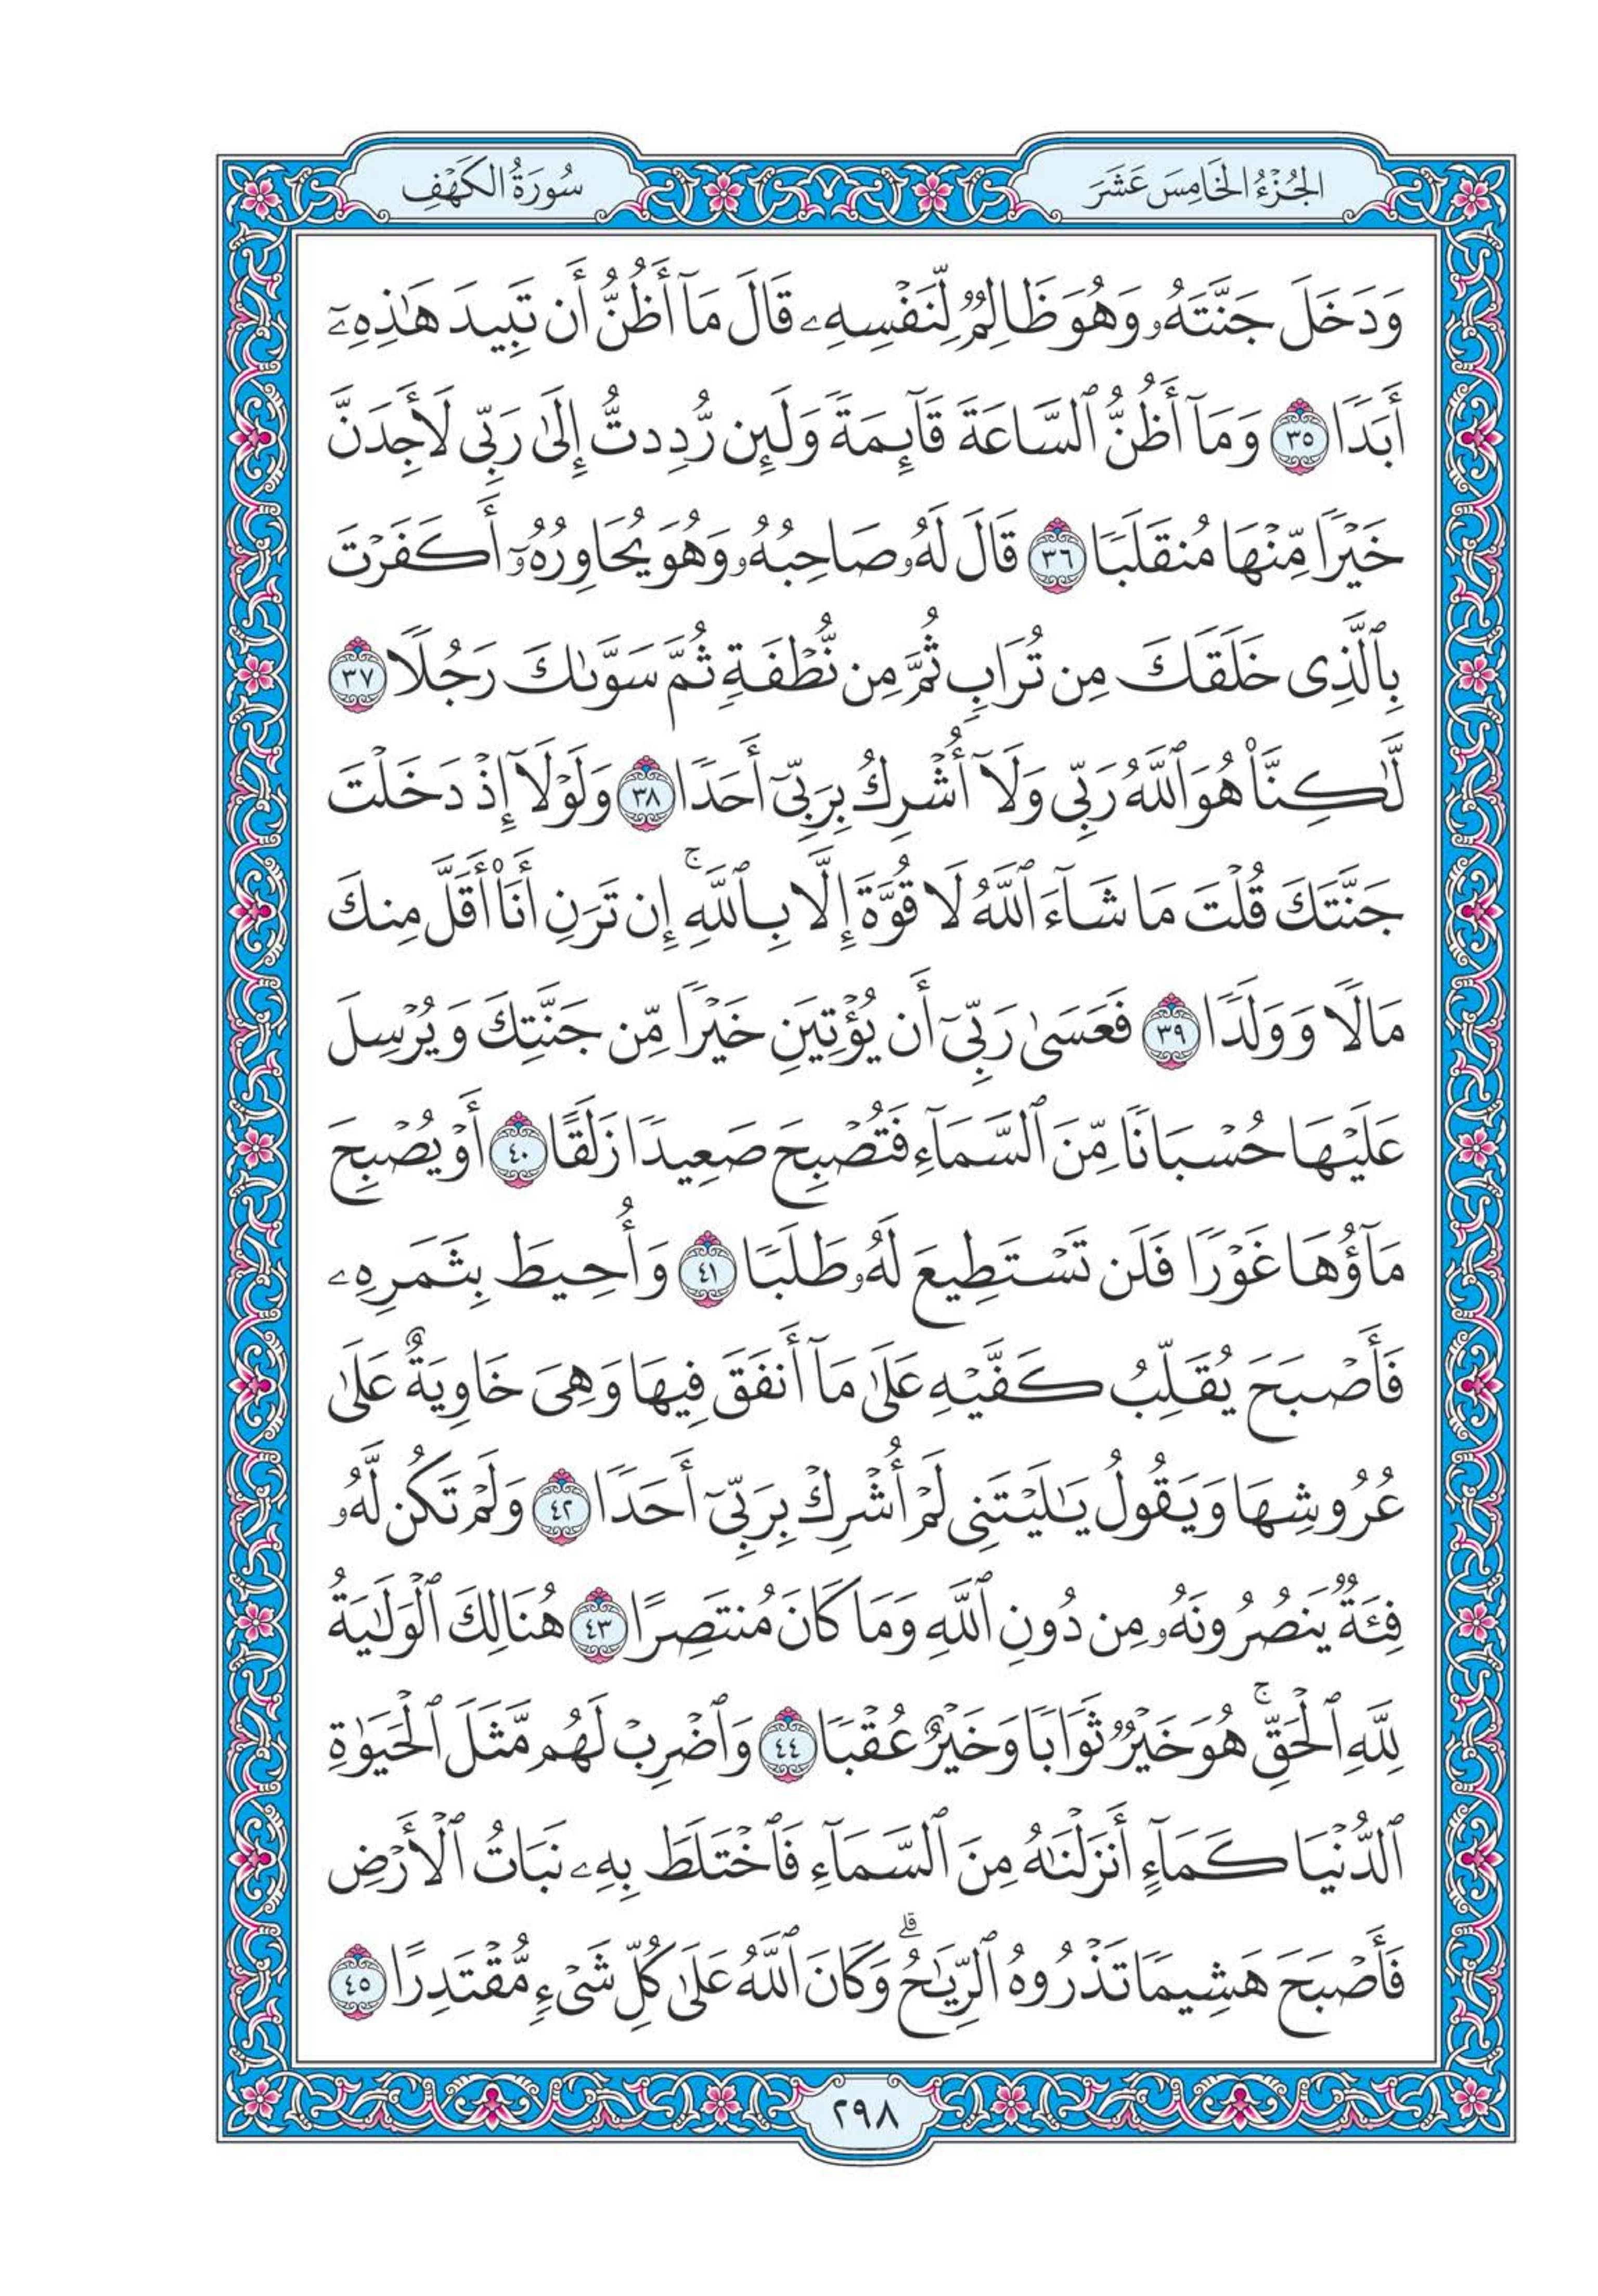 الجُزْءُ الخَامِسَ عَشَرَ
سُورَةُ الكَهْفِ
وَدَخَلَ جَنَّتَهُۥ وَهُوَ ظَالِمٌ لِّنَفْسِهِۦ قَالَ مَآ أَظُنُّ أَن تَبِيدَ هَٰذِهِۦٓ
أَبَدًا ٣٥ وَمَآ أَظُنُّ ٱلسَّاعَةَ قَآئِمَةً وَلَئِن رُّدِدتُّ إِلَىٰ رَبِّى لَأَجِدَنَّ
خَيْرًا مِّنْهَا مُنقَلَبًا ٣٦ قَالَ لَهُۥ صَاحِبُهُۥ وَهُوَ يُحَاوِرُهُۥٓ أَكَفَرْتَ
بِٱلَّذِى خَلَقَكَ مِن تُرَابٍ ثُمَّ مِن نُّطْفَةٍ ثُمَّ سَوَّىٰكَ رَجُلًا ٣٧
لَّٰكِنَّا۠ هُوَ ٱللَّهُ رَبِّى وَلَآ أُشْرِكُ بِرَبِّىٓ أَحَدًا ٣٨ وَلَوْلَآ إِذْ دَخَلْتَ
جَنَّتَكَ قُلْتَ مَا شَآءَ ٱللَّهُ لَا قُوَّةَ إِلَّا بِٱللَّهِ ۚ إِن تَرَنِ أَنَا۠ أَقَلَّ مِنكَ
مَالًا وَوَلَدًا ٣٩ فَعَسَىٰ رَبِّىٓ أَن يُؤْتِيَنِ خَيْرًا مِّن جَنَّتِكَ وَيُرْسِلَ
عَلَيْهَا حُسْبَانًا مِّنَ ٱلسَّمَآءِ فَتُصْبِحَ صَعِيدًا زَلَقًا ٤٠ أَوْ يُصْبِحَ
مَآؤُهَا غَوْرًا فَلَن تَسْتَطِيعَ لَهُۥ طَلَبًا ٤١ وَأُحِيطَ بِثَمَرِهِۦ
فَأَصْبَحَ يُقَلِّبُ كَفَّيْهِ عَلَىٰ مَآ أَنفَقَ فِيهَا وَهِىَ خَاوِيَةٌ عَلَىٰ
عُرُوشِهَا وَيَقُولُ يَٰلَيْتَنِى لَمْ أُشْرِكْ بِرَبِّىٓ أَحَدًا ٤٢ وَلَمْ تَكُن لَّهُۥ
فِئَةٌ يَنصُرُونَهُۥ مِن دُونِ ٱللَّهِ وَمَا كَانَ مُنتَصِرًا ٤٣ هُنَالِكَ ٱلْوَلَٰيَةُ
لِلَّهِ ٱلْحَقِّ ۚ هُوَ خَيْرٌ ثَوَابًا وَخَيْرٌ عُقْبًا ٤٤ وَٱضْرِبْ لَهُم مَّثَلَ ٱلْحَيَوٰةِ
ٱلدُّنْيَا كَمَآءٍ أَنزَلْنَٰهُ مِنَ ٱلسَّمَآءِ فَٱخْتَلَطَ بِهِۦ نَبَاتُ ٱلْأَرْضِ
فَأَصْبَحَ هَشِيمًا تَذْرُوهُ ٱلرِّيَٰحُ ۗ وَكَانَ ٱللَّهُ عَلَىٰ كُلِّ شَىْءٍ مُّقْتَدِرًا ٤٥
٢٩٨